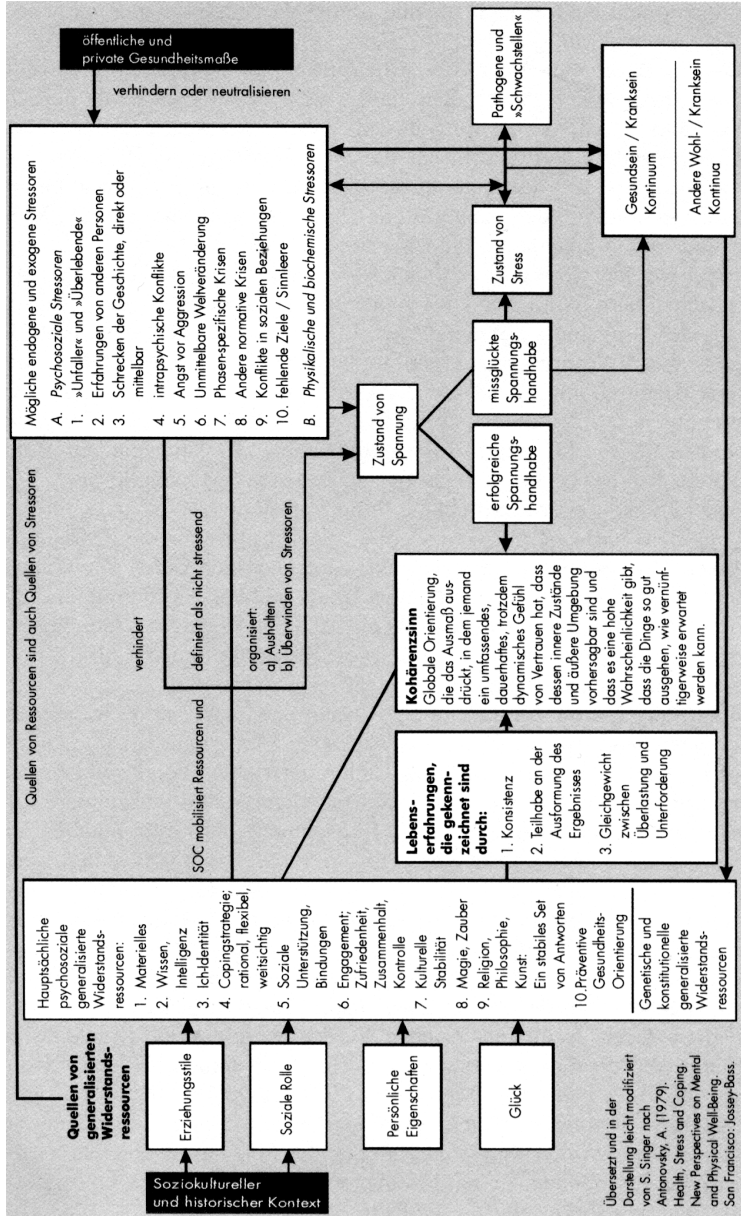 Quellen von
generalisierten
Widerstands-
ressourcen
Soziokultureller
und historischer Kontext
Erziehungsstile
Soziale Rolle
Persönliche
Eigenschaften
Glück
Übersetzt und in der
Darstellung leicht modifiziert
von S. Singer nach
Antonovsky, A. (1979).
Health, Stress and Coping.
New Perspectives on Mental
and Physical Well-Being.
San Francisco: Jossey-Bass.
Hauptsächliche
psychosoziale
generalisierte
Widerstands-
ressourcen:
1. Materielles
2. Wissen,
Intelligenz
3. Ich-Identität
4. Copingstrategie;
rational, flexibel,
weitsichtig
5. Soziale
Unterstützung,
Bindungen
6. Engagement;
Zufriedenheit,
Zusammenhalt,
Kontrolle
7. Kulturelle
Stabilität
8. Magie, Zauber
9. Religion,
Philosophie,
Kunst:
Ein stabiles Set
von Antworten
10. Präventive
Gesundheits-
Orientierung
Genetische und
konstitutionelle
generalisierte
Widerstands-
ressourcen
Quellen von Ressourcen sind auch Quellen von Stressoren
SOC mobilisiert Ressourcen und
verhindert
definiert als nicht stressend
organisiert:
a) Aushalten
b) Überwinden von Stressoren
Lebens-
erfahrungen,
die gekenn-
zeichnet sind
durch:
1. Konsistenz
2. Teilhabe an der
Ausformung des
Ergebnisses
3. Gleichgewicht
zwischen
Überlastung und
Unterforderung
Kohärenzsinn
Globale Orientierung,
die das Ausmaß aus-
drückt, in dem jemand
ein umfassendes,
dauerhaftes, trotzdem
dynamisches Gefühl
von Vertrauen hat, dass
dessen innere Zustände
und äußere Umgebung
vorhersagbar sind und
dass es eine hohe
Wahrscheinlichkeit gibt,
dass die Dinge so gut
ausgehen, wie vernünf-
tigerweise erwartet
werden kann.
öffentliche und
private Gesundheitsmaße
verhindern oder neutralisieren
Mögliche endogene und exogene Stressoren
A. Psychosoziale Stressoren
1. »Unfaller« und »Überlebende«
2. Erfahrungen von anderen Personen
3. Schrecken der Geschichte, direkt oder
mittelbar
4. intrapsychische Konflikte
5. Angst vor Aggression
6. Unmittelbare Weltveränderung
7. Phasen-spezifische Krisen
8. Andere normative Krisen
9. Konflikte in sozialen Beziehungen
10. fehlende Ziele / Sinnleere
B. Physikalische und biochemische Stressoren
Zustand von
Spannung
erfolgreiche
Spannungs-
handhabe
missglückte
Spannungs-
handhabe
Zustand von
Stress
Pathogene und
»Schwachstellen«
Gesundsein / Kranksein
Kontinuum
Andere Wohl- / Kranksein
Kontinua